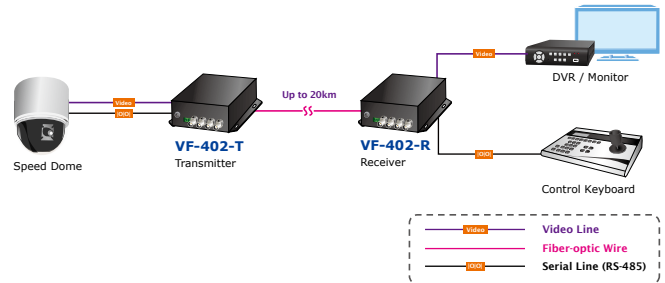 Video
IOIOI
Speed Dome
VF-402-T
Transmitter
Up to 20km
VF-402-R
Receiver
Video
DVR / Monitor
IOIOI
Control Keyboard
Video
Video Line
Fiber-optic Wire
IOIOI
Serial Line (RS-485)